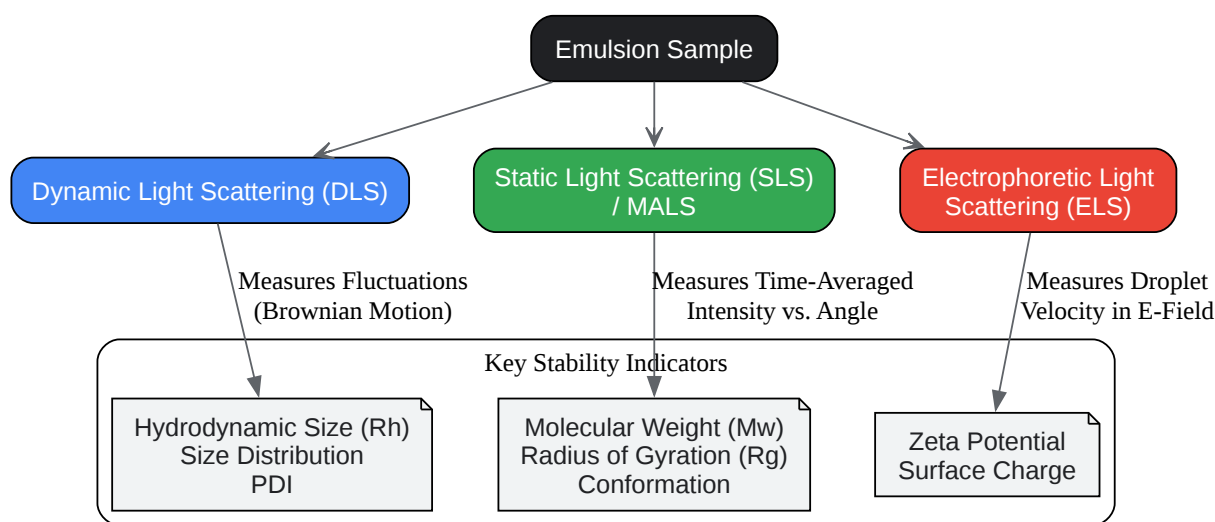 Emulsion Sample
Dynamic Light Scattering (DLS)
Static Light Scattering (SLS)
/ MALS
Electrophoretic Light
Scattering (ELS)
Measures Fluctuations
(Brownian Motion)
Measures Time-Averaged
Intensity vs. Angle
Measures Droplet
Velocity in E-Field
Key Stability Indicators
Hydrodynamic Size (Rh)
Size Distribution
PDI
Molecular Weight (Mw)
Radius of Gyration (Rg)
Conformation
Zeta Potential
Surface Charge